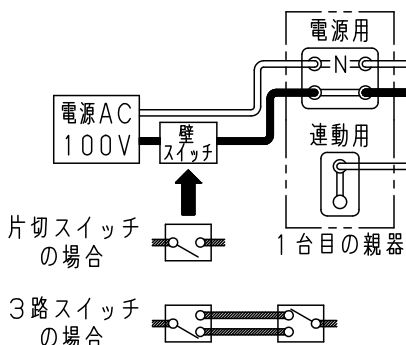 電源用
N
電源AC
100V
壁
スイッチ
連動用
片切スイッチ
の場合
1台目の親器
3路スイッチ
の場合